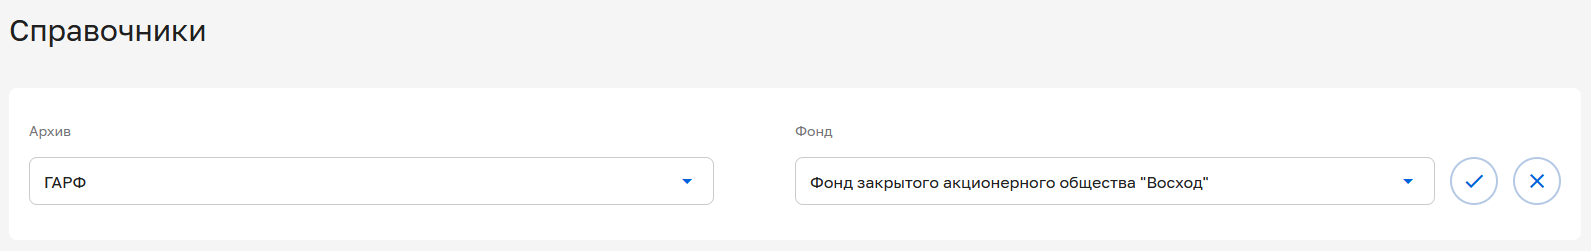 Справочники
Архив
Фонд
ГАРФ
Фонд закрытого акционерного общества "Восход"